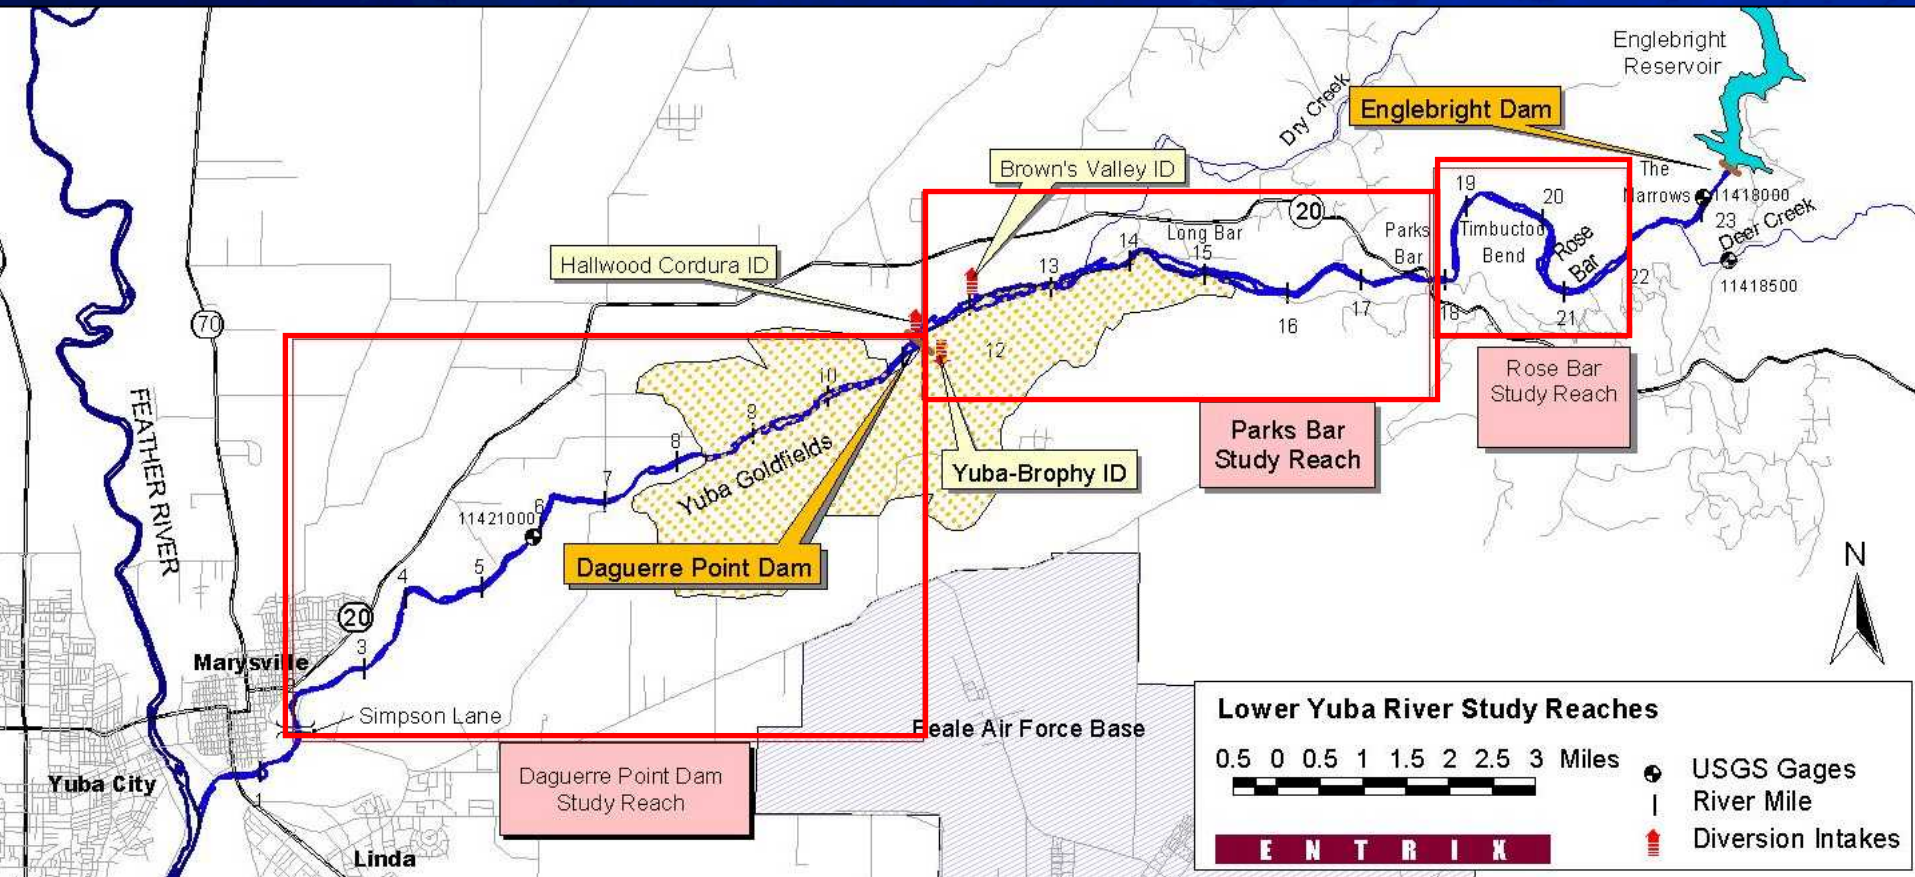 Englebright
Reservoir
Englebright Dam
Dry Creek
The
Narrows
11418000
23
Deer Creek
11418500
Brown's Valley ID
Hallwood Cordura ID
20
Long Bar
Parks
Bar
19
20
Timbuctoo
Bend
Rose
Bar
22
21
18
17
16
15
14
13
12
10
9
8
7
6
5
4
3
1
70
FEATHER RIVER
11421000
Yuba Goldfields
7
Daguerre Point Dam
Yuba-Brophy ID
Parks Bar
Study Reach
Rose Bar
Study Reach
20
Marysville
Simpson Lane
Yuba City
Linda
Daguerre Point Dam
Study Reach
Beale Air Force Base
N
Lower Yuba River Study Reaches
0.5 0 0.5 1 1.5 2 2.5 3 Miles
USGS Gages
River Mile
Diversion Intakes
ENTRIX